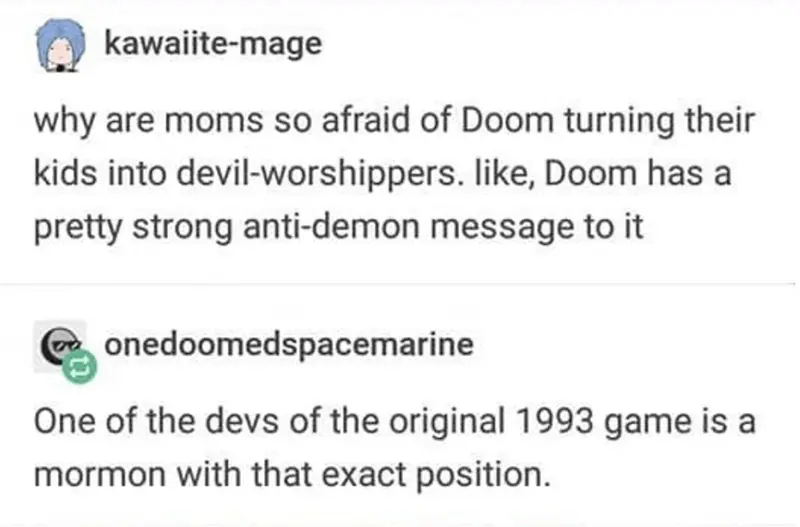 kawaiite-mage
why are moms so afraid of Doom turning their
kids into devil-worshippers. like, Doom has a
pretty strong anti-demon message to it
onedoomedspacemarine
One of the devs of the original 1993 game is a
mormon with that exact position.